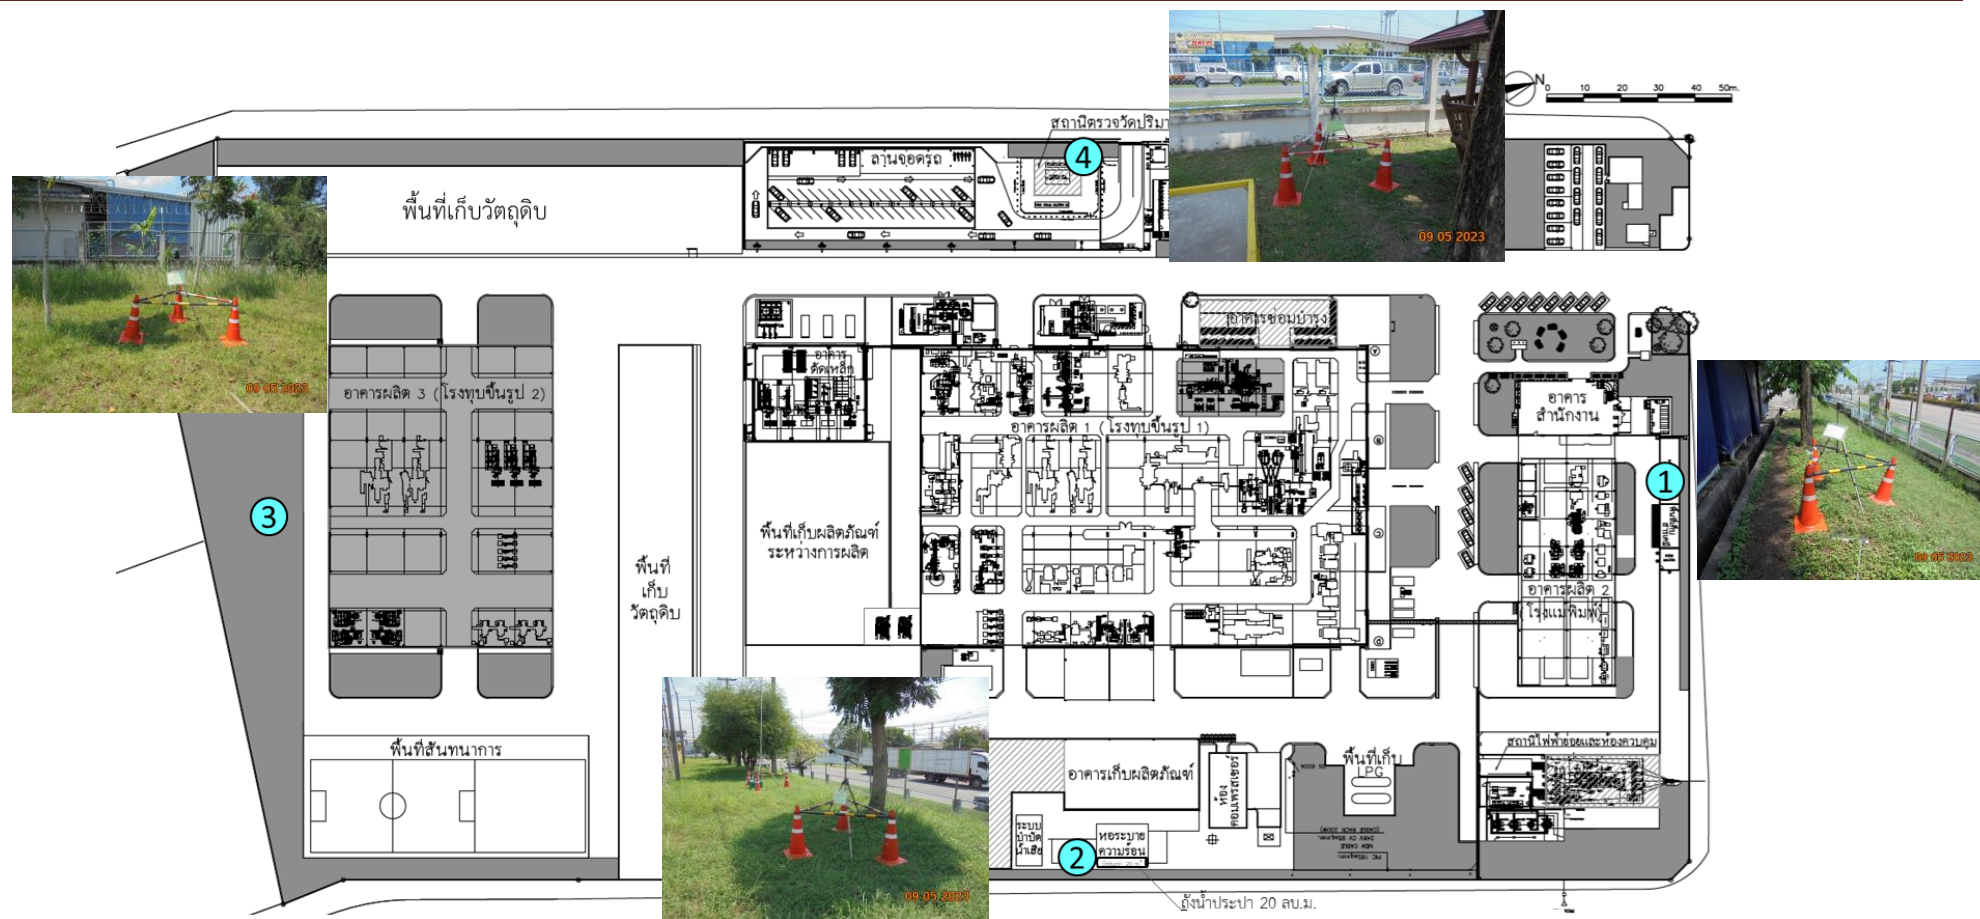 N
0 10 20 30 40 50m.
สถานีตรวจวัดปริมา
4
ลานจอดรถ
พื้นที่เก็บวัตถุดิบ
09 05 2023
09 05 2023
อาคารซ่อมบำรุง
อาคาร
ตัดเหล็ก
อาคารผลิต 3 (โรงทุบขึ้นรูป 2)
อาคาร
สำนักงาน
อาคารผลิต 1 (โรงทุบขึ้นรูป 1)
1
3
พื้นที่เก็บผลิตภัณฑ์
ระหว่างการผลิต
09 05 2023
พื้นที่
เก็บ
วัตถุดิบ
อาคารผลิต 2
(โรงแม่พิมพ์)
พื้นที่สันทนาการ
สถานีไฟฟ้าย่อยและห้องควบคุม
พื้นที่เก็บ
LPG
อาคารเก็บผลิตภัณฑ์
ห้อง
คอมเพรสเซอร์
ระบบ
บำบัด
น้ำเสีย
หอระบาย
ความร้อน
2
09 05 2023
ถังน้ำประปา 20 ลบ.ม.